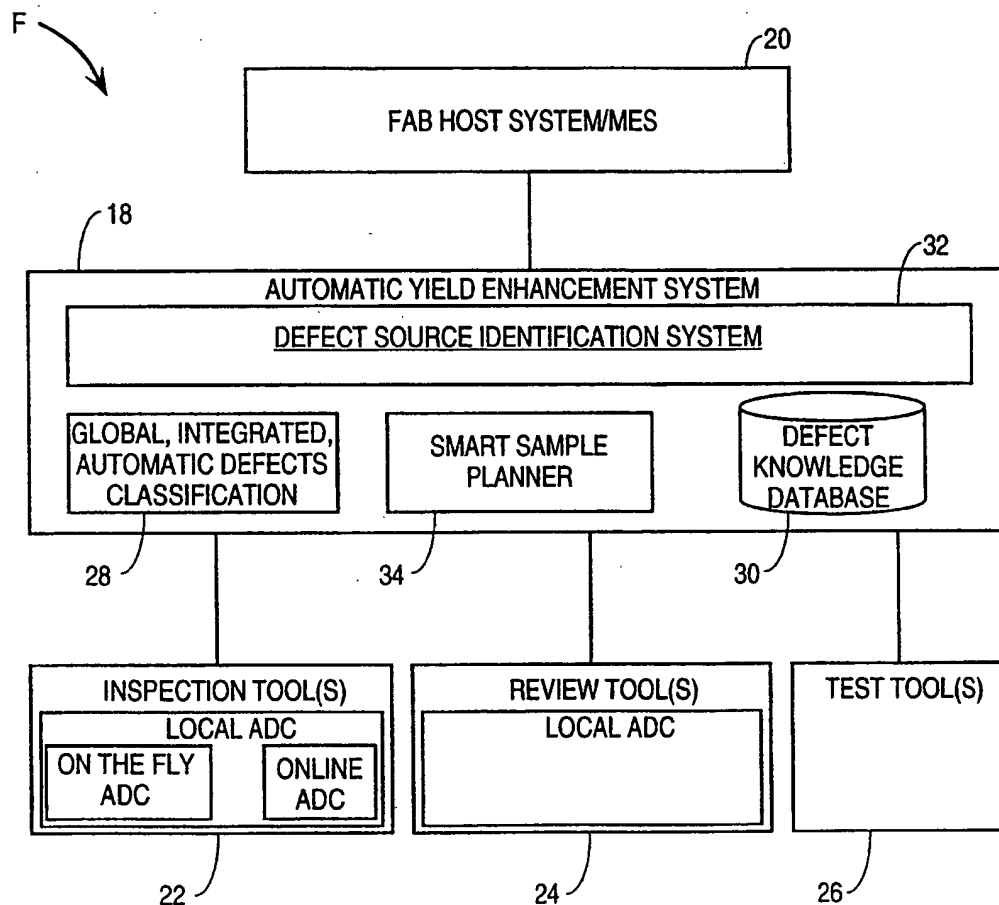 F
20
FAB HOST SYSTEM/MES
18
32
AUTOMATIC YIELD ENHANCEMENT SYSTEM
DEFECT SOURCE IDENTIFICATION SYSTEM
GLOBAL, INTEGRATED,
AUTOMATIC DEFECTS
CLASSIFICATION
SMART SAMPLE
PLANNER
DEFECT
KNOWLEDGE
DATABASE
28
34
30
INSPECTION TOOL(S)
LOCAL ADC
ON THE FLY
ADC
ONLINE
ADC
REVIEW TOOL(S)
LOCAL ADC
TEST TOOL(S)
22
24
26